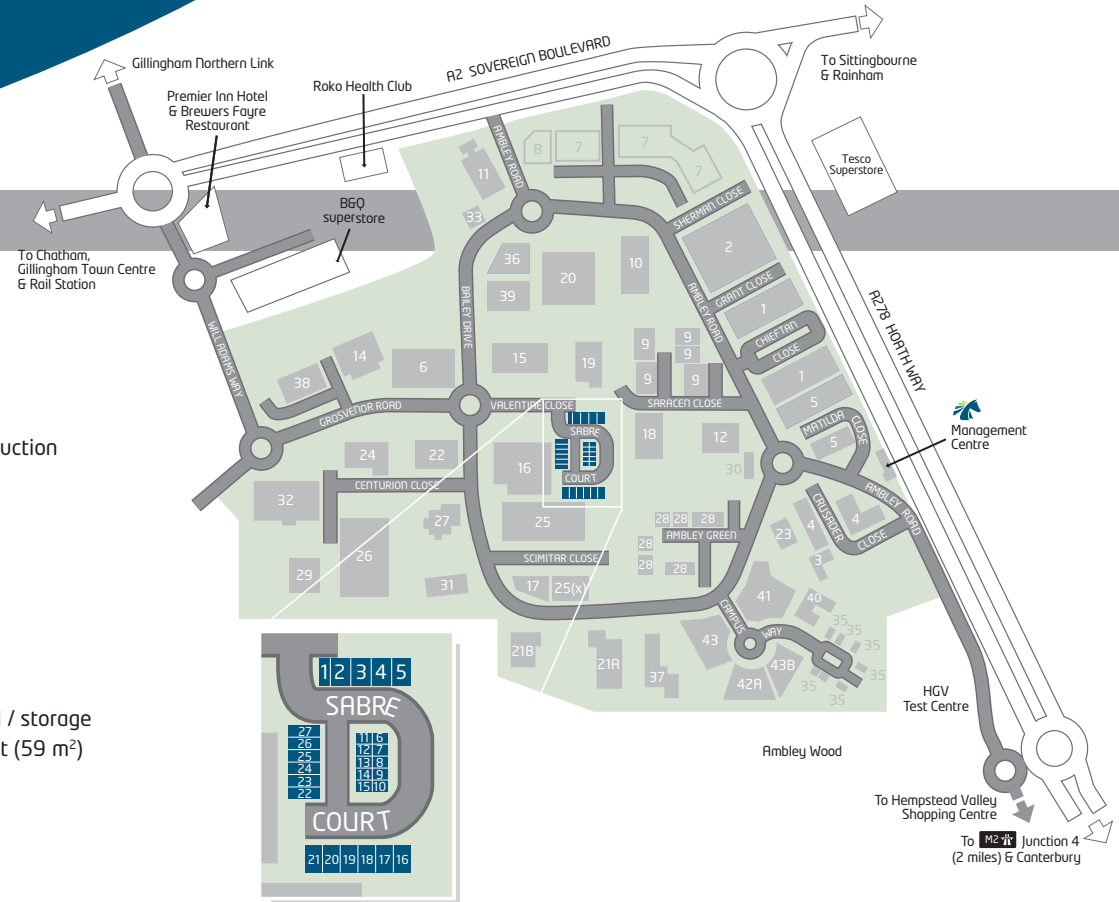 Gillingham Northern Link
Premier Inn Hotel
& Brewers Fayre
Restaurant
Roko Health Club
A2 SOVEREIGN BOULEVARD
To Sittingbourne
& Rainham
Tesco
Superstore
B&Q
superstore
To Chatham,
Gillingham Town Centre
& Rail Station
AMBLEY ROAD
8
7
7
7
11
33
SHERMAN CLOSE
2
36
39
20
10
GRANT CLOSE
1
BAILEY DRIVE
AMBLEY ROAD
CHIEFTAN
CLOSE
A278 HOATH WAY
WILL ADAMS WAY
14
38
6
15
19
9
9
9
9
9
1
5
GROSVENOR ROAD
VALENTINE CLOSE
SARACEN CLOSE
MATILDA
CLOSE
5
Management
Centre
SABRE
COURT
18
12
30
24
22
16
CENTURION CLOSE
32
27
25
26
29
31
AMBLEY ROAD
CRUSADER
CLOSE
4
4
23
3
28
28
28
28
28
28
AMBLEY GREEN
SCIMITAR CLOSE
17
25(x)
41
40
CAMPUS
WAY
35
35
35
35
35
35
43
43B
42A
21B
21A
37
uction
l / storage
t (59 m²)
1
2
3
4
5
SABRE
27
26
25
24
23
22
11
6
12
7
13
8
14
9
15
10
COURT
21
20
19
18
17
16
HGV
Test Centre
Ambley Wood
To Hempstead Valley
Shopping Centre
To M2 Junction 4
(2 miles) & Canterbury